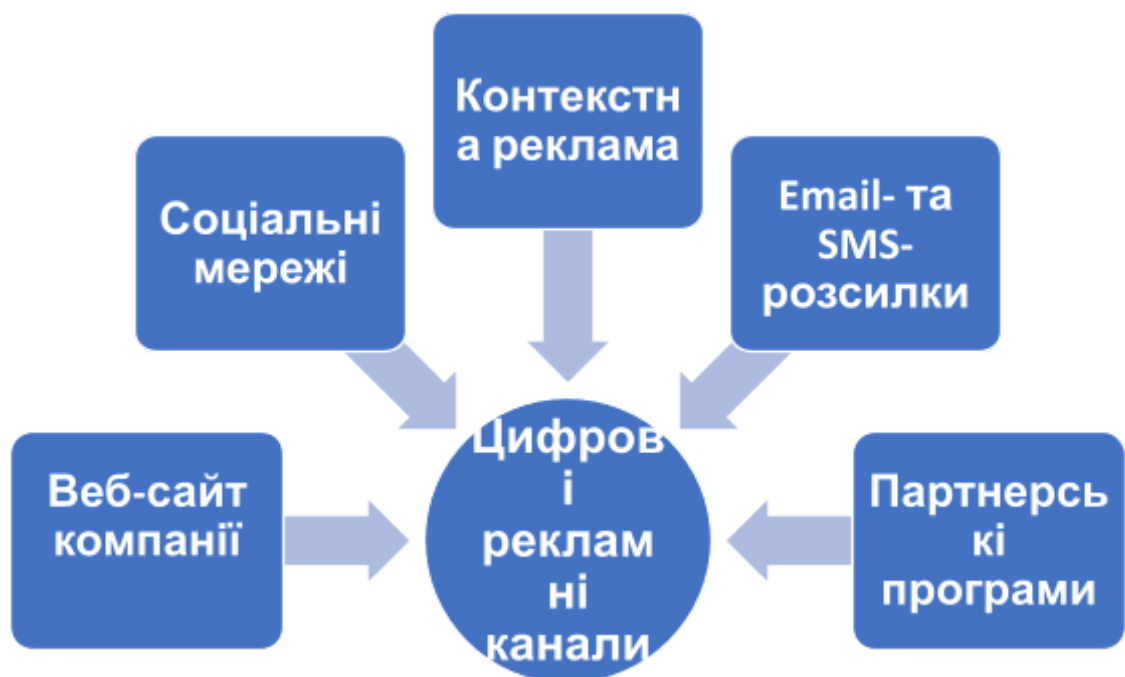 Контекстн
а реклама
Соціальні
мережі
Email- та
SMS-
розсилки
Веб-сайт
компанії
Цифров
і
реклам
ні
канали
Партнерсь
кі
програми